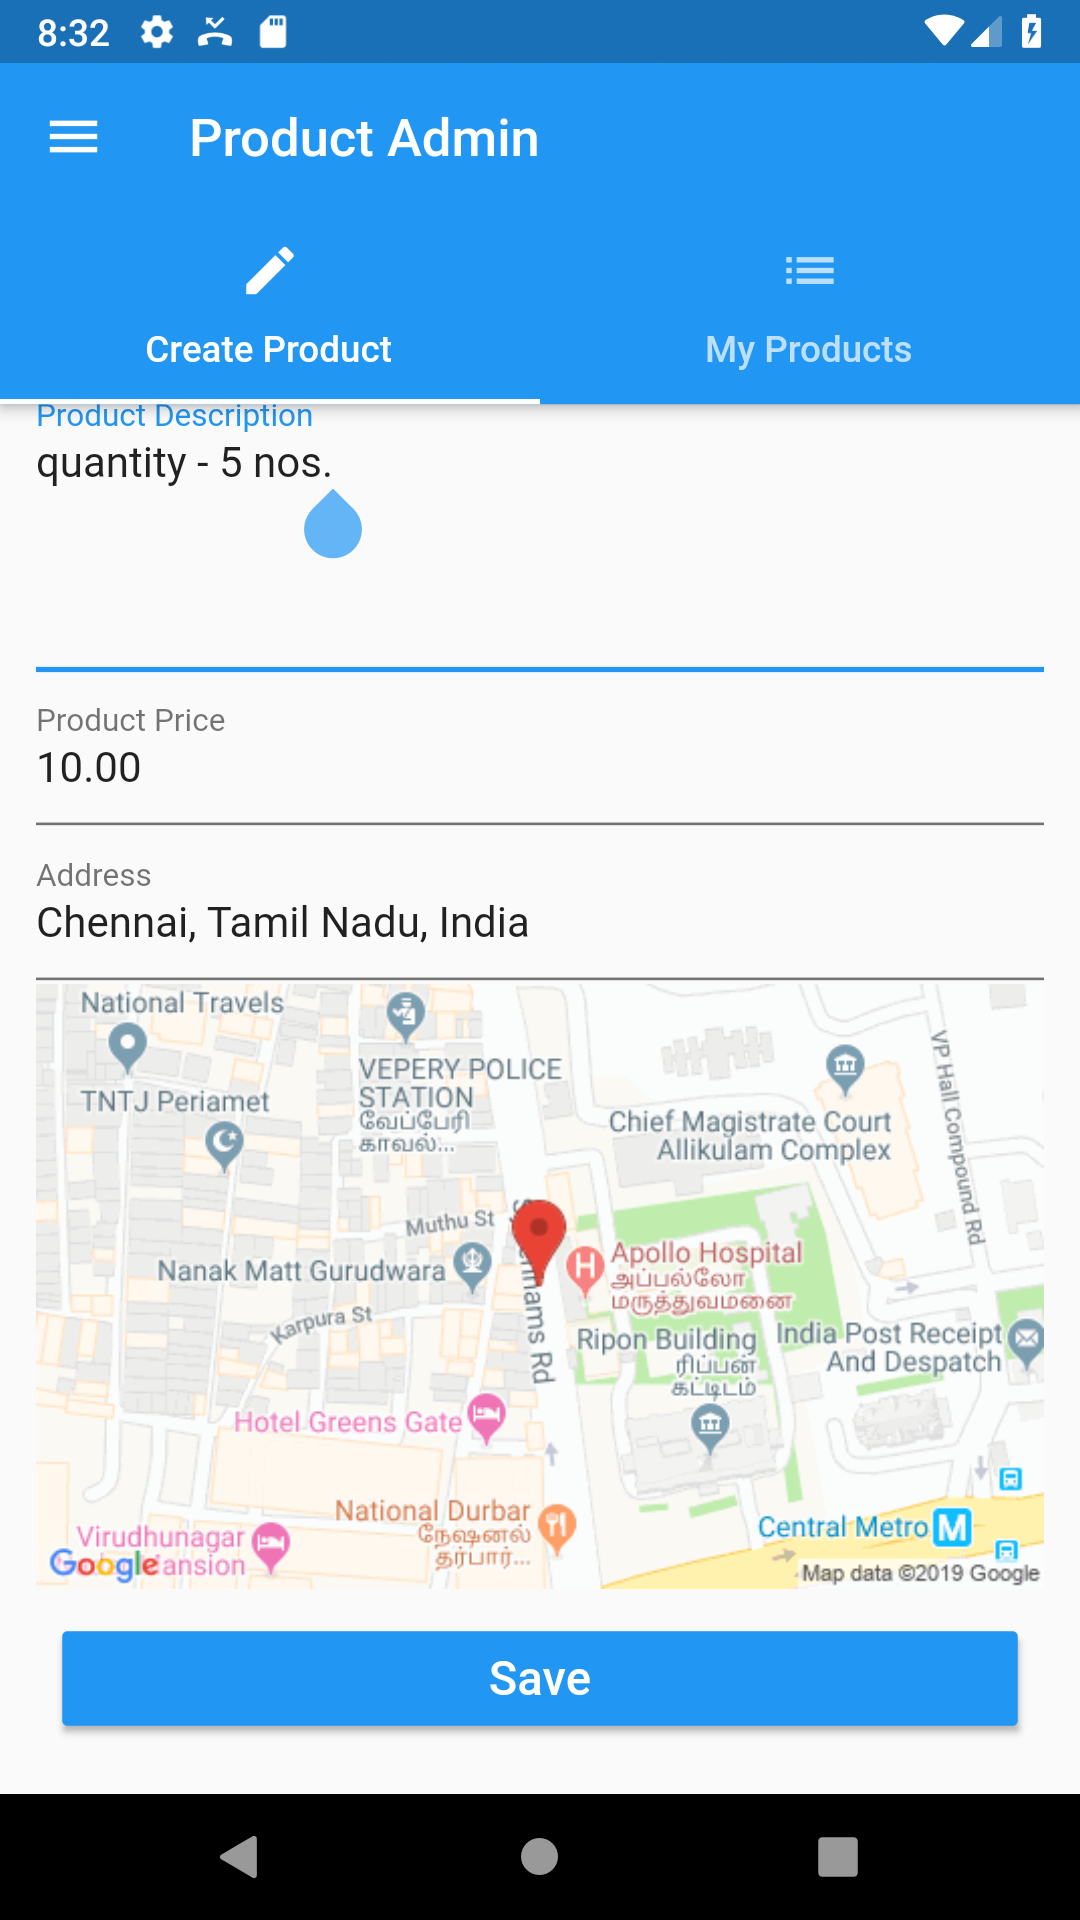 8:32
Product Admin
Create Product
My Products
Product Description
quantity - 5 nos.
Product Price
10.00
Address
Chennai, Tamil Nadu, India
National Travels
VEPERY POLICE
STATION
வேப்பேரி
காவல்...
TNTJ Periamet
Chief Magistrate Court
Allikulam Complex
VP Hall Compound Rd
Muthu St
Nanak Matt Gurudwara
Apollo Hospital
அப்பல்லோ
மருத்துவமனை
Karpura St
Rd
Ripon Building
ரிப்பன்
கட்டிடம்
India Post Receipt
And Despatch
Hotel Greens Gate
National Durbar
நேஷனல்
தர்பார்...
Central Metro
M
Virudhunagar
Google
Map data ©2019 Google
Save